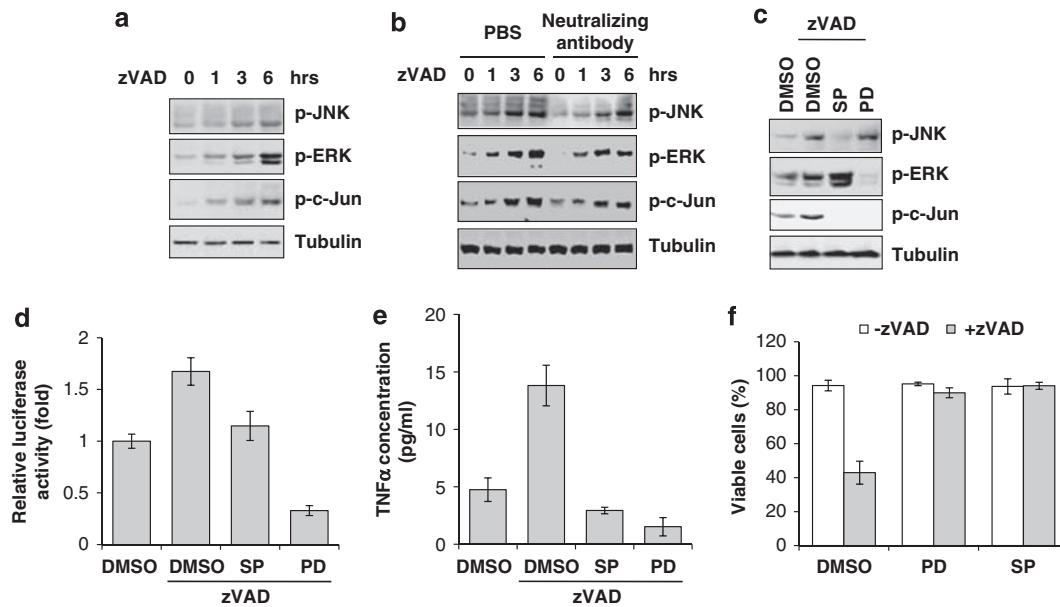 a
zVAD 0 1 3 6 hrs
p-JNK
p-ERK
p-c-Jun
Tubulin
b
PBS
Neutralizing
antibody
zVAD 0 1 3 6 0 1 3 6 hrs
p-JNK
p-ERK
p-c-Jun
Tubulin
c
zVAD
DMSO DMSO SP PD
p-JNK
p-ERK
p-c-Jun
Tubulin
d
Relative luciferase
activity (fold)
2
1.5
1
0.5
0
DMSO DMSO SP PD
zVAD
e
TNFα concentration
(pg/ml)
20
15
10
5
0
DMSO DMSO SP PD
zVAD
f
-zVAD +zVAD
Viable cells (%)
120
100
80
60
40
20
0
DMSO PD SP